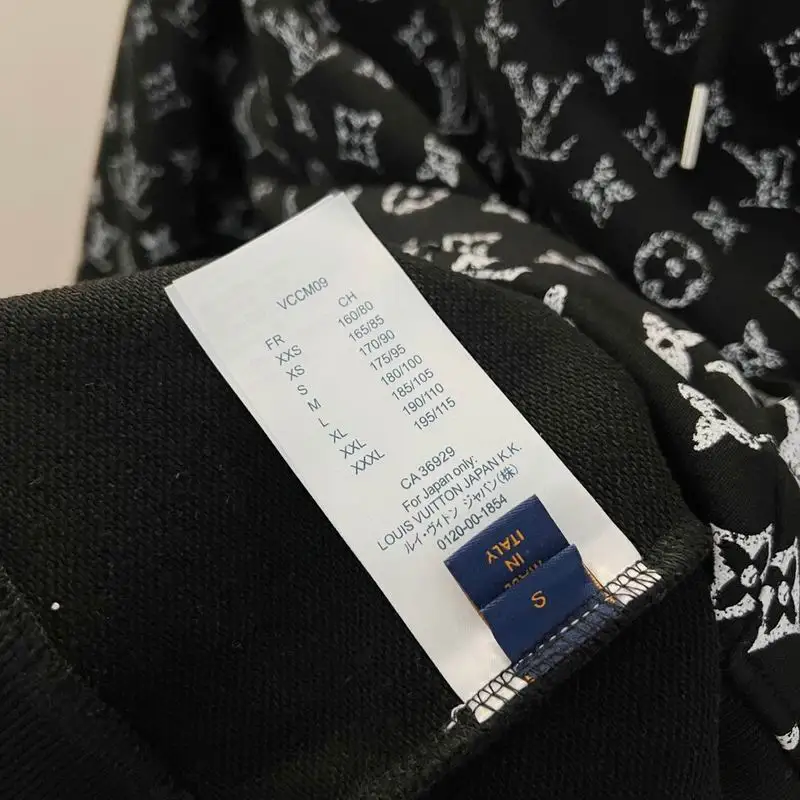 VCCM09
FR CH
XXS 160/80
XS 165/85
S 170/90
M 175/95
L 180/100
XL 185/105
XXL 190/110
XXXL 195/115
CA 36929
For Japan only:
LOUIS VUITTON JAPAN K.K.
ルイ・ヴィトン ジャパン(株)
0120-00-1854
MADE
IN
ITALY
S